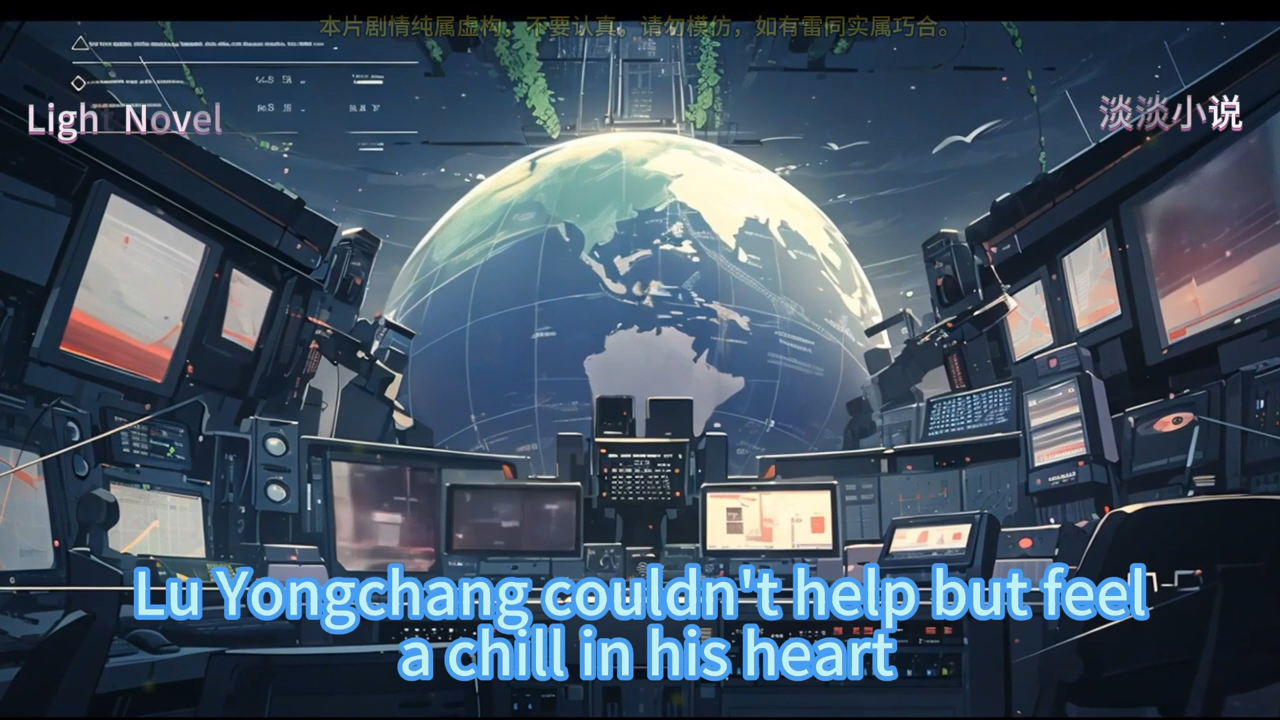 本片剧情纯属虚构，不要认真，请勿模仿，如有雷同实属巧合。
Light Novel
淡淡小说
Lu Yongchang couldn't help but feel
a chill in his heart